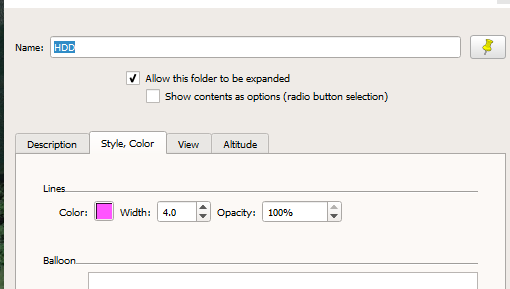 Name: HDD
Allow this folder to be expanded
Show contents as options (radio button selection)
Description Style, Color View Altitude
Lines
Color: Width: 4.0 Opacity: 100%
Balloon